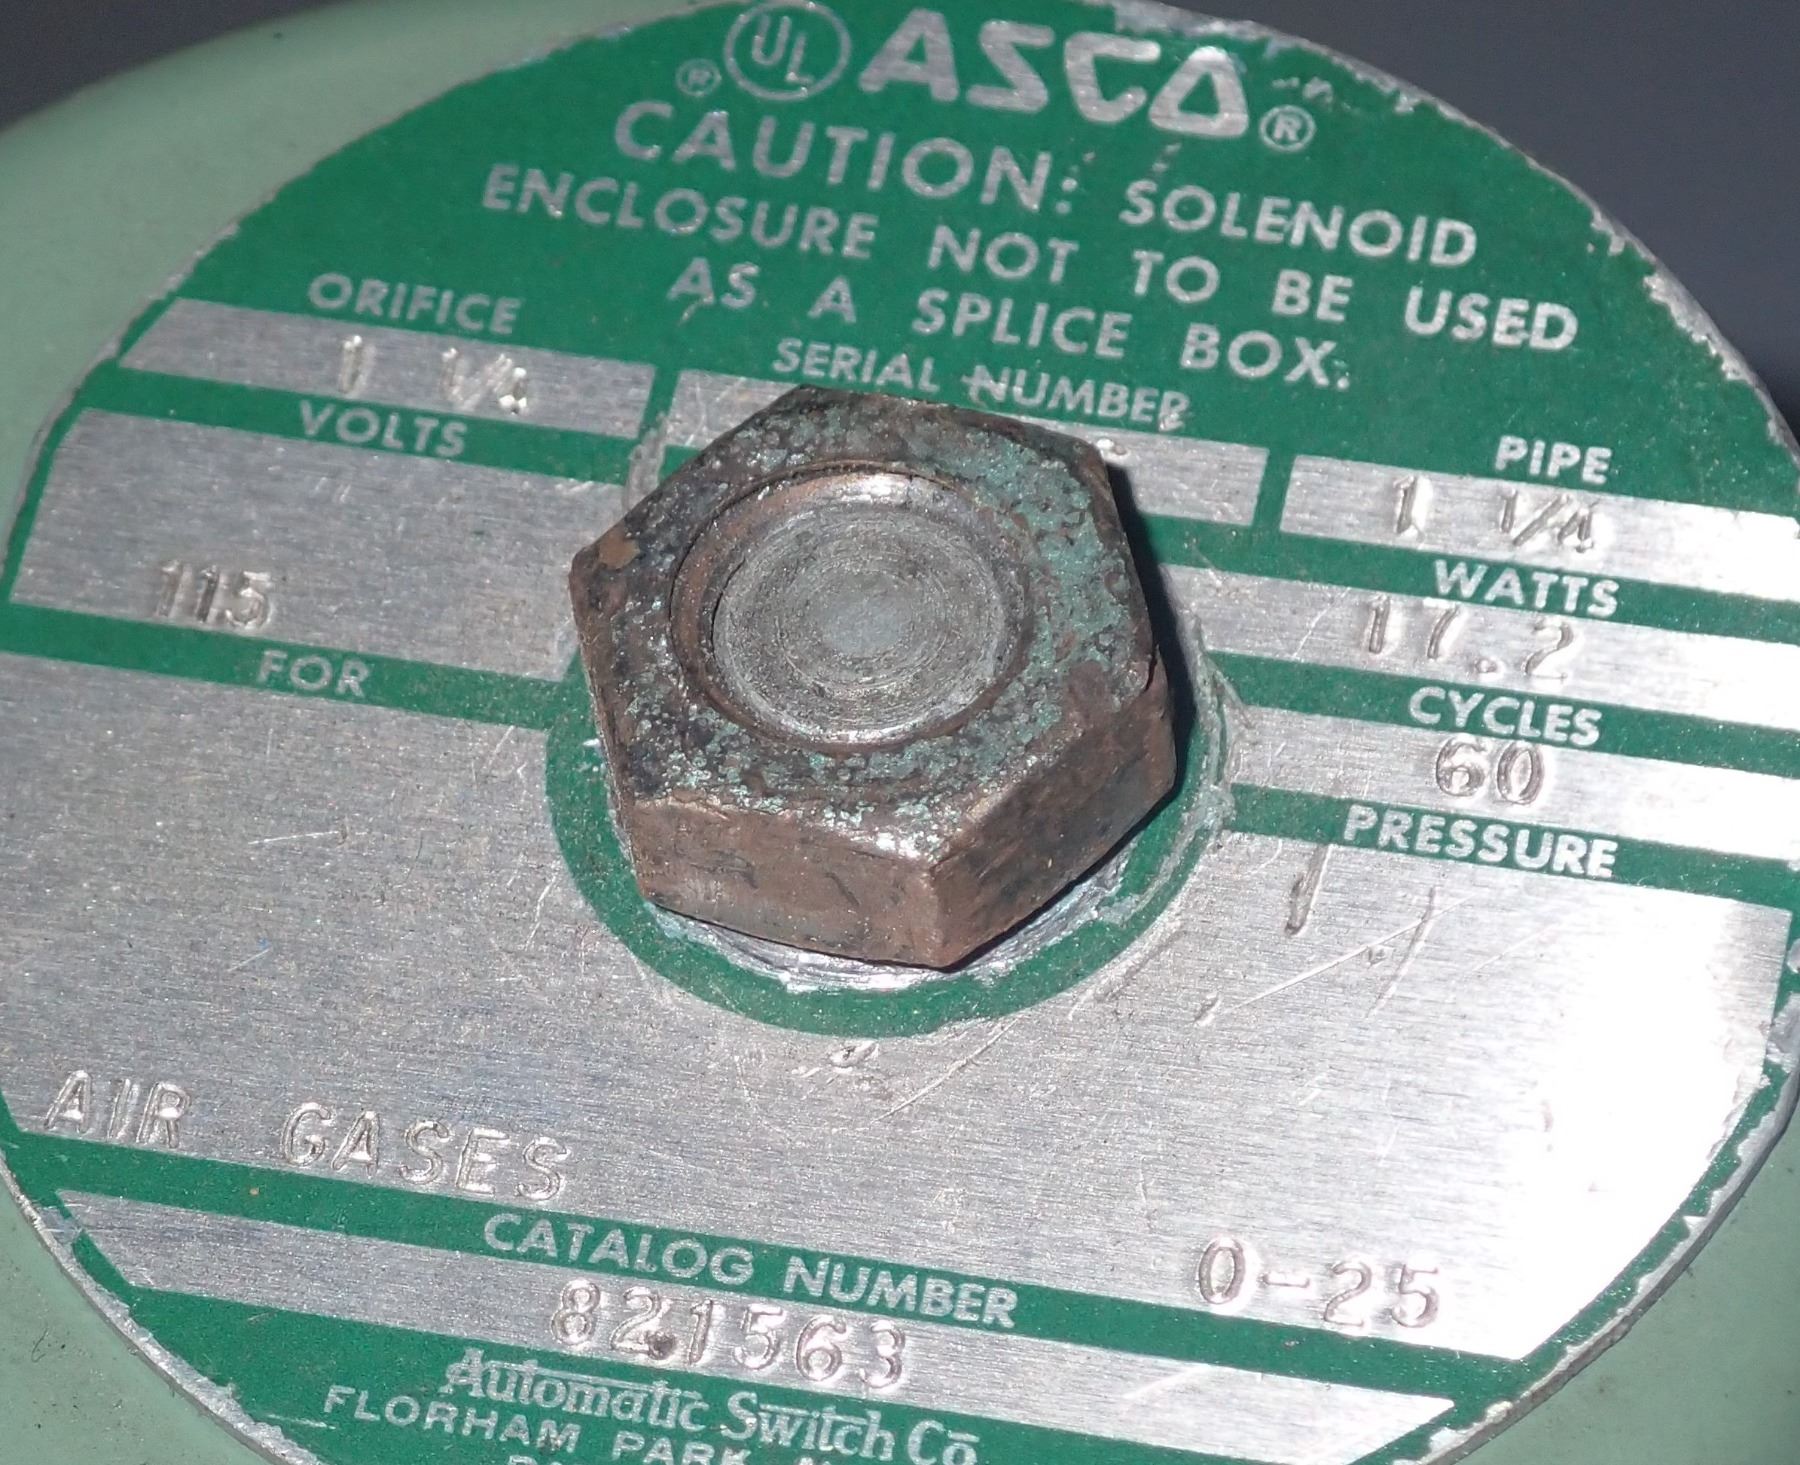 ® UL ASCO ®
CAUTION: SOLENOID
ENCLOSURE NOT TO BE USED
AS A SPLICE BOX.
ORIFICE
1 1/4
SERIAL NUMBER
PIPE
1 1/4
VOLTS
115
WATTS
17.2
CYCLES
60
FOR
AIR GASES
PRESSURE
0-25
CATALOG NUMBER
821563
Automatic Switch Co
FLORHAM PARK